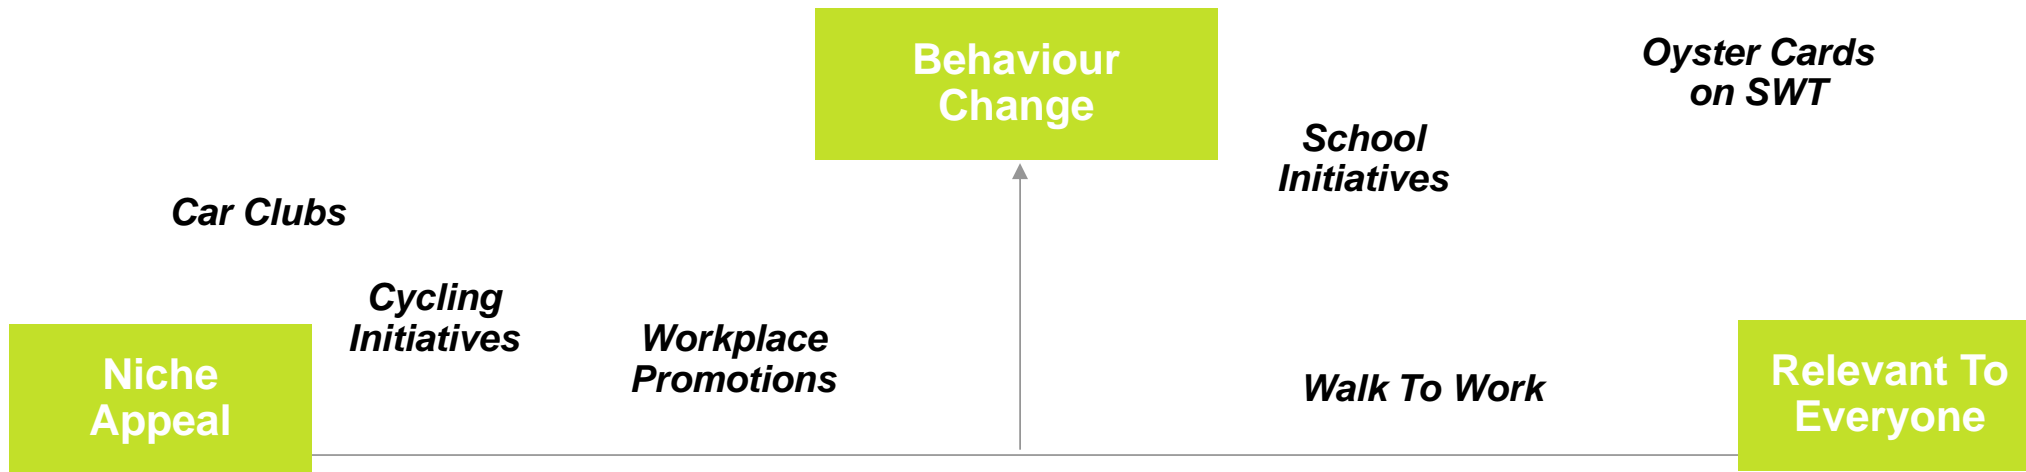 Behaviour
Change
Oyster Cards
on SWT
School
Initiatives
Car Clubs
Cycling
Initiatives
Workplace
Promotions
Walk To Work
Niche
Appeal
Relevant To
Everyone